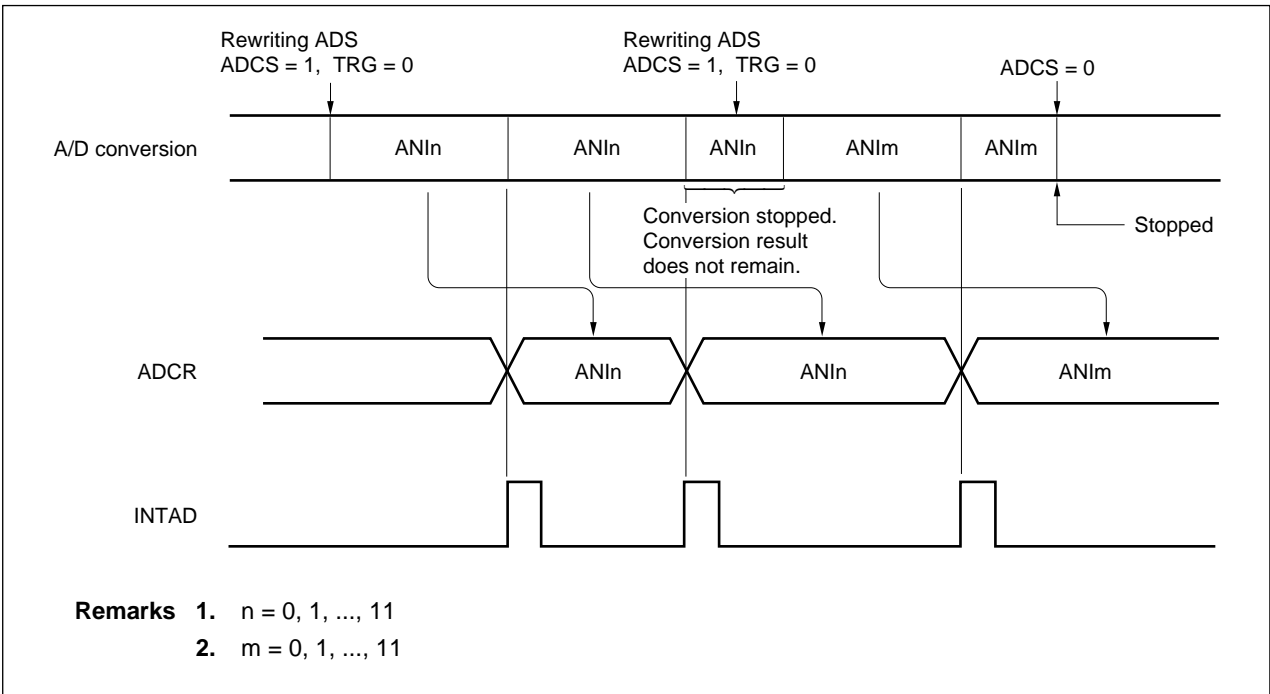 Rewriting ADS
ADCS = 1, TRG = 0
Rewriting ADS
ADCS = 1, TRG = 0
ADCS = 0
A/D conversion
ANIn
ANIn
ANIn
ANIm
ANIm
Conversion stopped.
Conversion result
does not remain.
Stopped
ADCR
ANIn
ANIn
ANIm
INTAD
Remarks 1. n = 0, 1, ..., 11
2. m = 0, 1, ..., 11